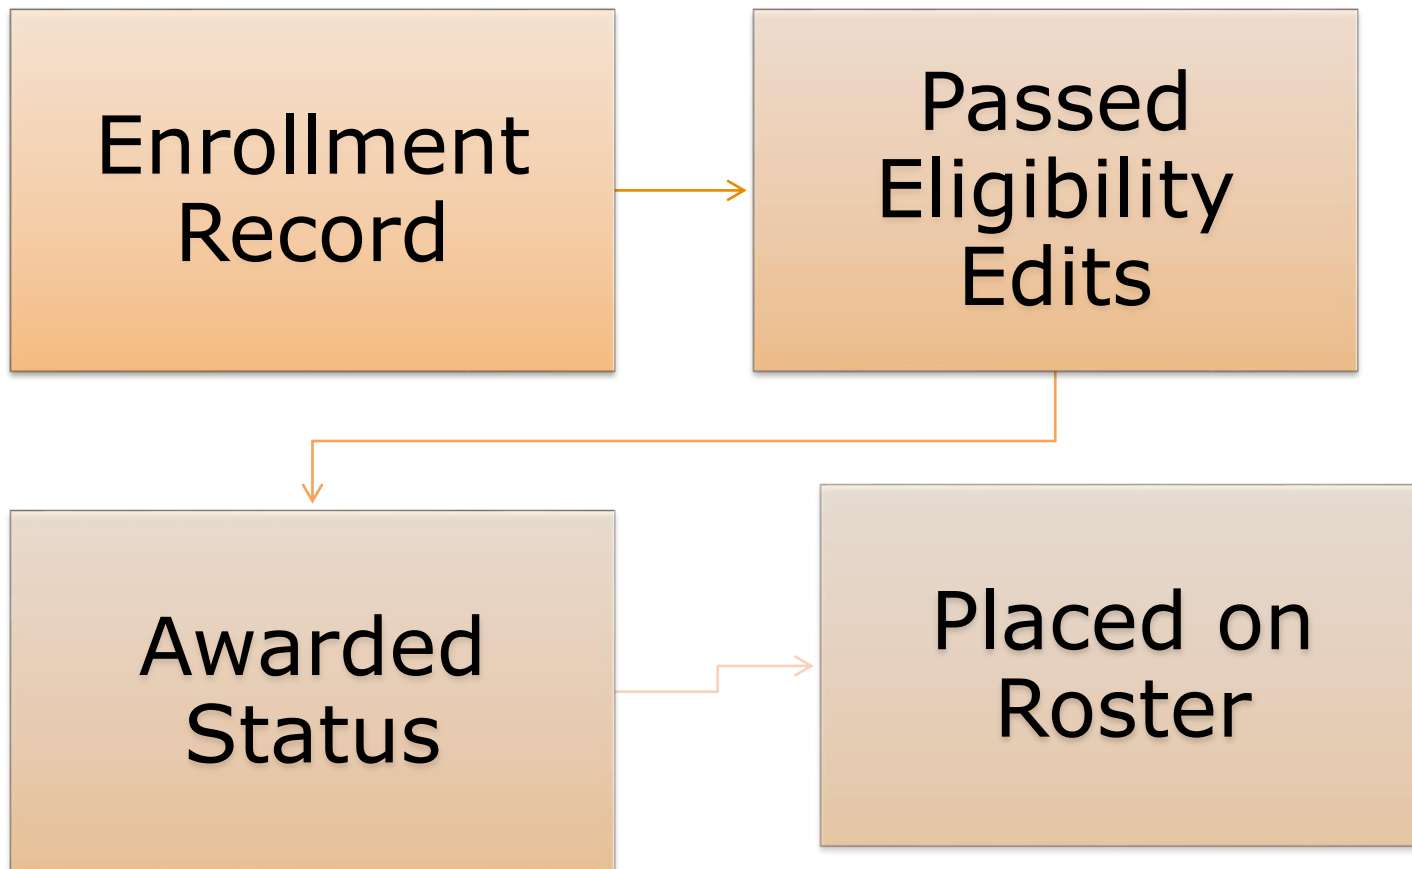 Enrollment
Record
Passed
Eligibility
Edits
Awarded
Status
Placed on
Roster